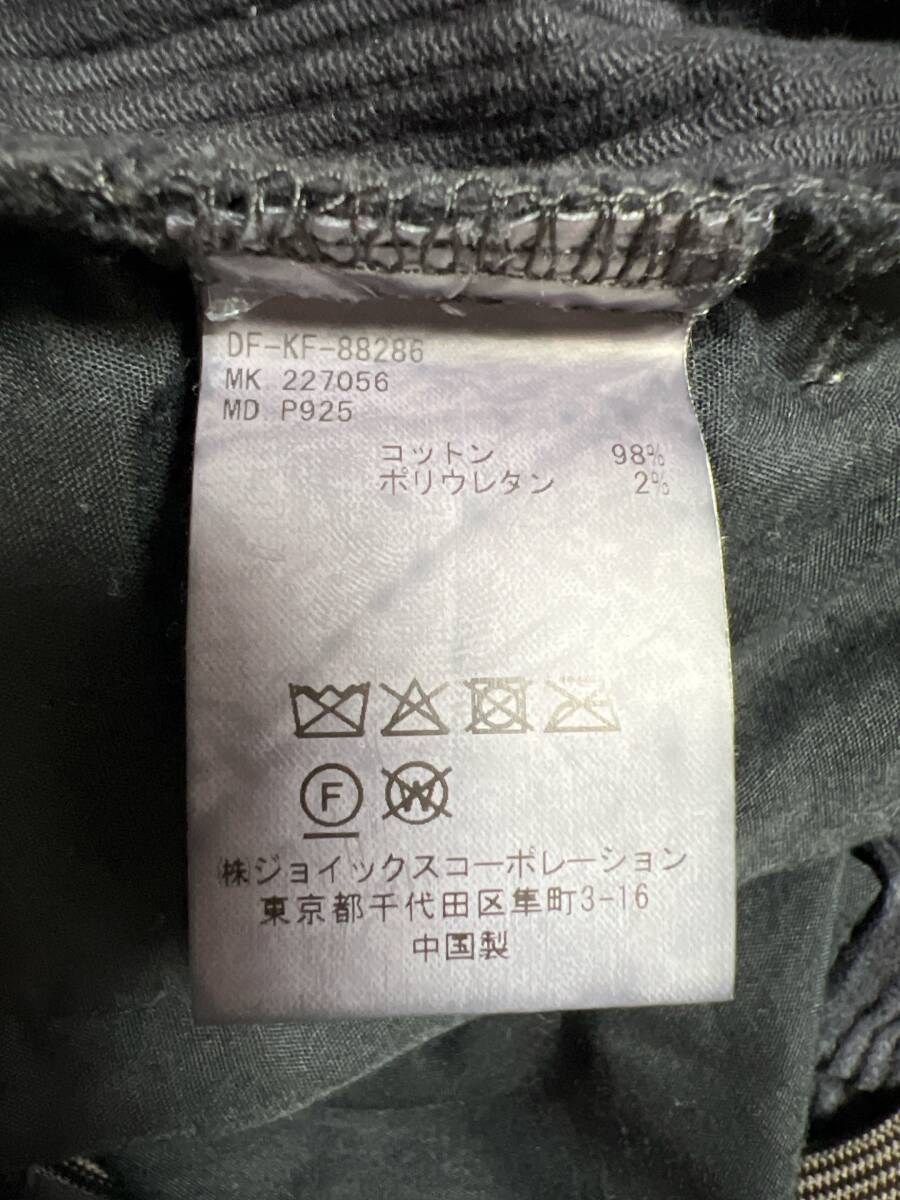 DF-KF-88286
MK 227056
MD P925
コットン 98%
ポリウレタン 2%
F W
㈱ジョイックスコーポレーション
東京都千代田区隼町3-16
中国製